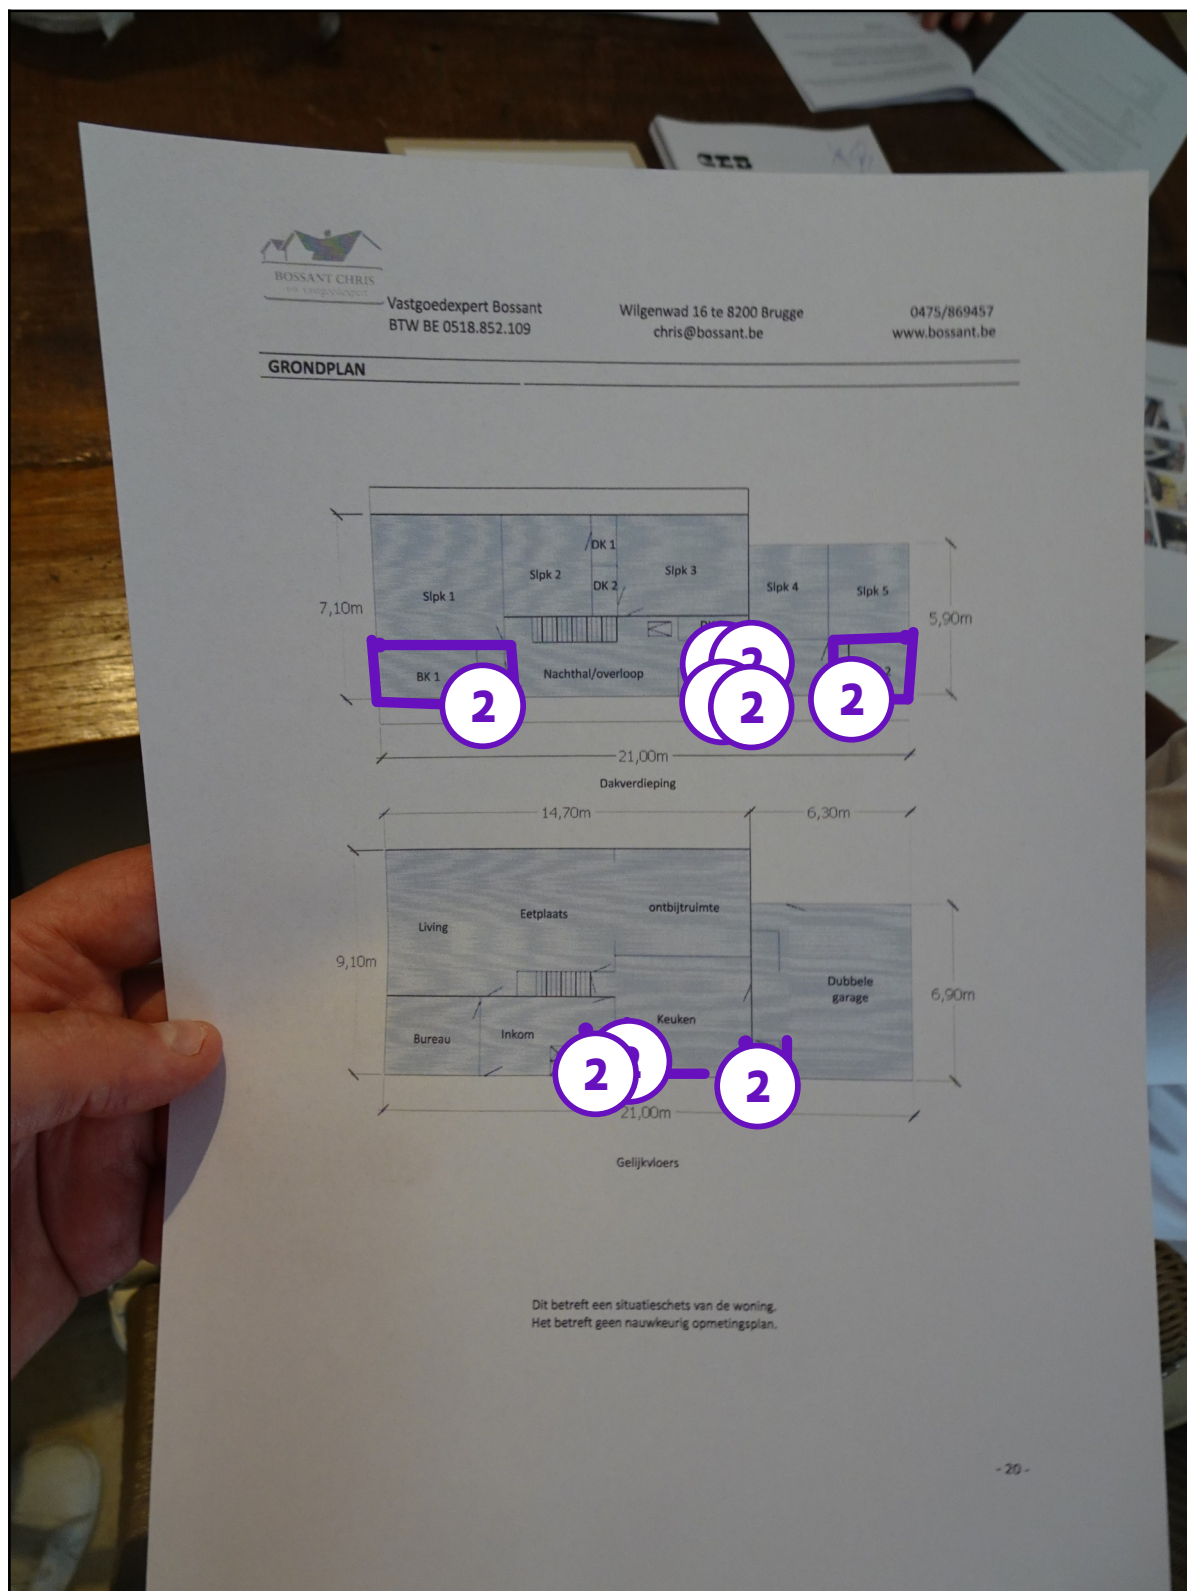 BOSSANT CHRIS
Vastgoedexpert Bossant
BTW BE 0518.852.109
Wilgenwad 16 te 8200 Brugge
chris@bossant.be
0475/869457
www.bossant.be
GRONDPLAN
DK 1
Slpk 2
Slpk 3
DK 2
Slpk 4
Slpk 5
Slpk 1
7,10m
5,90m
BK 1
Nachthal/overloop
2
2
2
2
2
21,00m
Dakverdieping
14,70m
6,30m
Living
Eetplaats
ontbijtruimte
9,10m
Dubbele
garage
6,90m
Bureau
Inkom
Keuken
2
2
2
21,00m
Gelijkvloers
Dit betreft een situatieschets van de woning.
Het betreft geen nauwkeurig opmetingsplan.
- 20 -